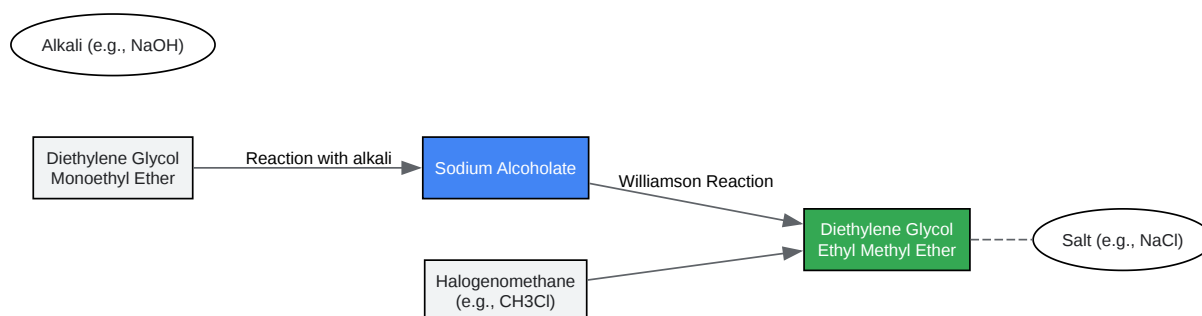 Alkali (e.g., NaOH)
Diethylene Glycol
Monoethyl Ether
Reaction with alkali
Sodium Alcoholate
Williamson Reaction
Diethylene Glycol
Ethyl Methyl Ether
Salt (e.g., NaCl)
Halogenomethane
(e.g., CH3Cl)